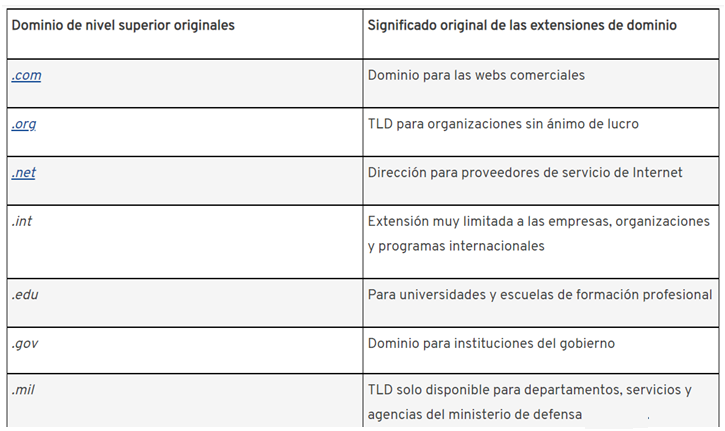 Dominio de nivel superior originales
Significado original de las extensiones de dominio
.com
Dominio para las webs comerciales
.org
TLD para organizaciones sin ánimo de lucro
.net
Dirección para proveedores de servicio de Internet
.int
Extensión muy limitada a las empresas, organizaciones
y programas internacionales
.edu
Para universidades y escuelas de formación profesional
.gov
Dominio para instituciones del gobierno
.mil
TLD solo disponible para departamentos, servicios y
agencias del ministerio de defensa .